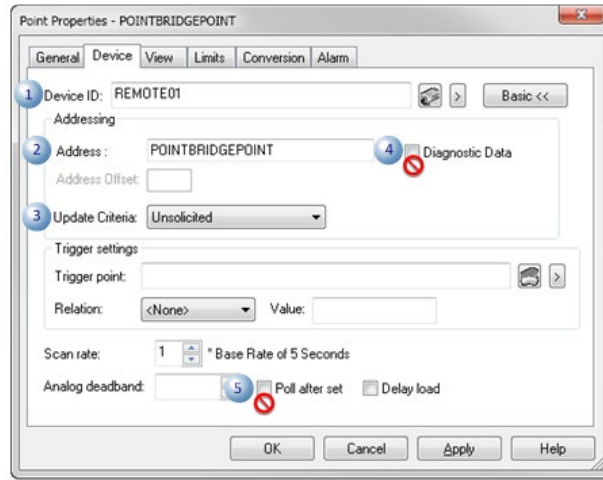 Point Properties - POINTBRIDGEPOINT
General Device View Limits Conversion Alarm
1 Device ID: REMOTE01 > Basic <<
Addressing
2 Address : POINTBRIDGEPOINT 4 Diagnostic Data
Address Offset:
3 Update Criteria: Unsolicited
Trigger settings
Trigger point: >
Relation: <None> Value:
Scan rate: 1 * Base Rate of 5 Seconds
Analog deadband: 5 Poll after set Delay load
OK Cancel Apply Help